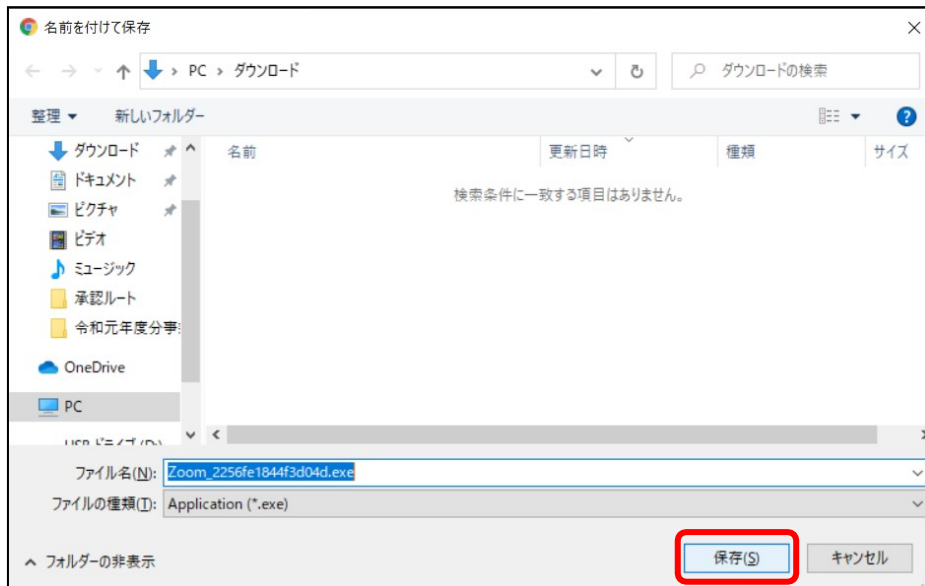 名前を付けて保存
PC › ダウンロード
ダウンロードの検索
整理
新しいフォルダー
?
ダウンロード
ドキュメント
ピクチャ
ビデオ
ミュージック
承認ルート
令和元年度分事
OneDrive
PC
名前 更新日時 種類 サイズ
検索条件に一致する項目はありません。
ファイル名(N): Zoom_2256fe1844f3d04d.exe
ファイルの種類(T): Application (*.exe)
フォルダーの非表示
保存(S)
キャンセル